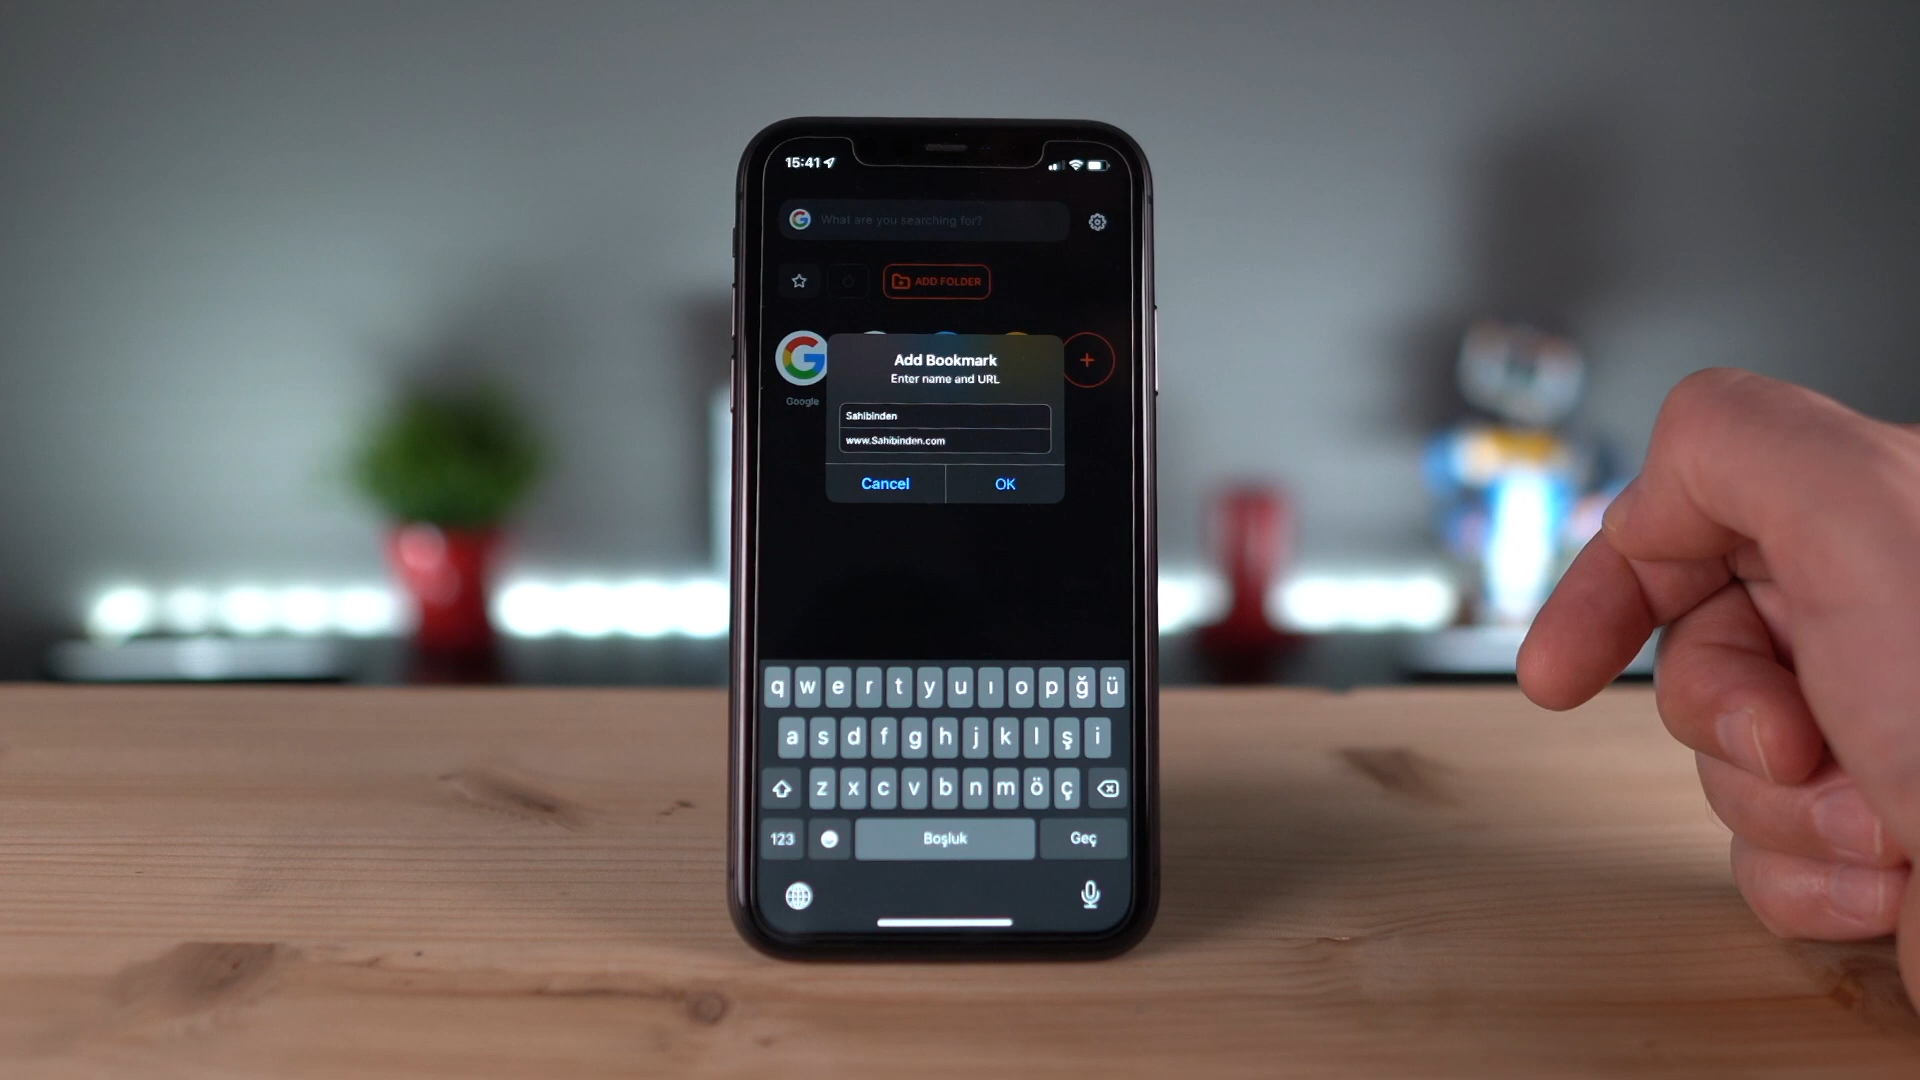 15:41
What are you searching for?
ADD FOLDER
Google
Add Bookmark
Enter name and URL
Sahibinden
www.Sahibinden.com
Cancel OK
q w e r t y u ı o p ğ ü
a s d f g h j k l ş i
z x c v b n m ö ç
123 Boşluk Geç